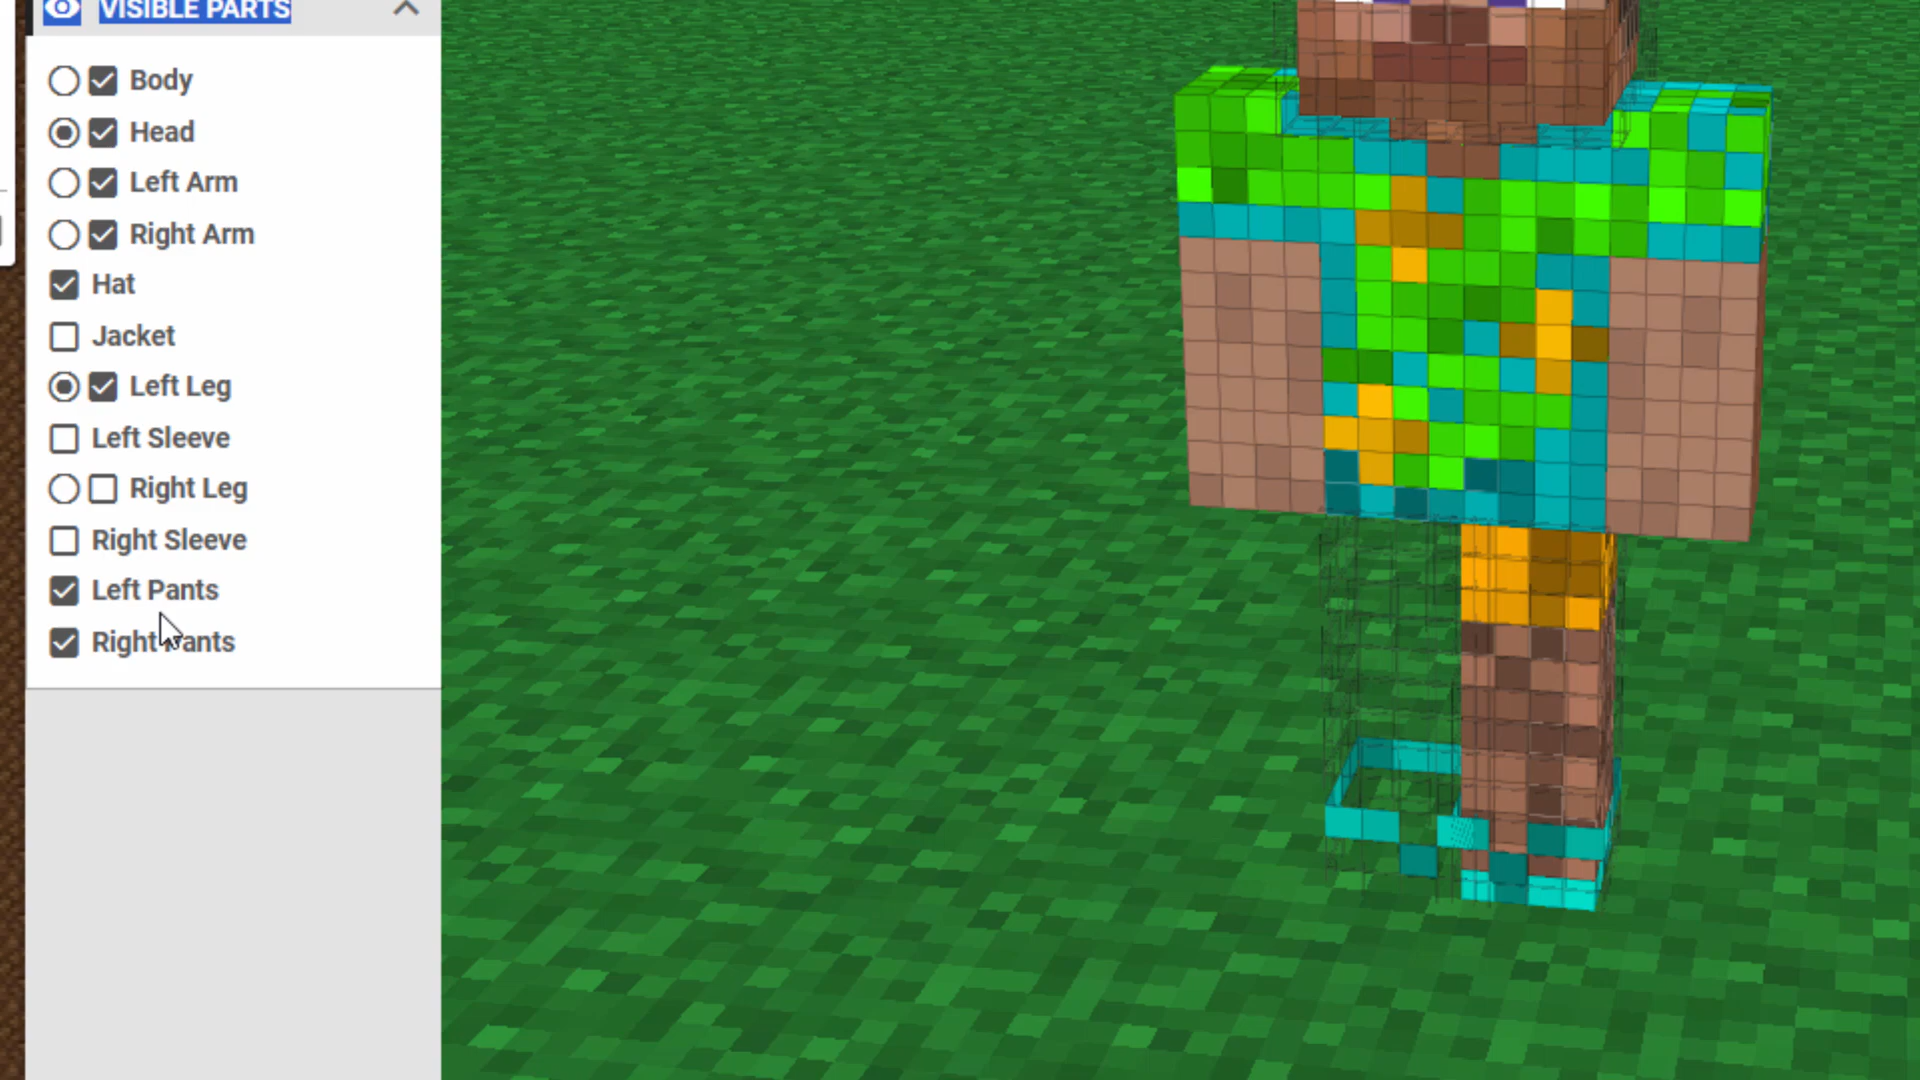 VISIBLE PARTS
Body
Head
Left Arm
Right Arm
Hat
Jacket
Left Leg
Left Sleeve
Right Leg
Right Sleeve
Left Pants
Right Pants